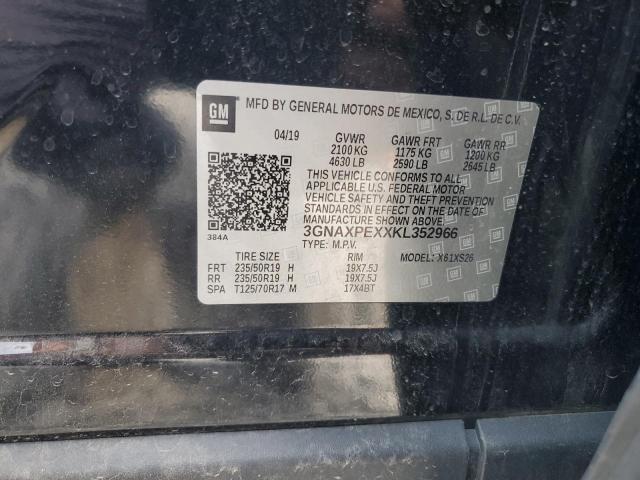 GM MFD BY GENERAL MOTORS DE MEXICO, S. DE R.L. DE C.V.
04/19 GVWR GAWR FRT GAWR RR
2100 KG 1175 KG 1200 KG
4630 LB 2590 LB 2645 LB
THIS VEHICLE CONFORMS TO ALL
APPLICABLE U.S. FEDERAL MOTOR
VEHICLE SAFETY AND THEFT PREVENTION
STANDARDS IN EFFECT ON THE DATE OF
MANUFACTURE SHOWN ABOVE.
384A 3GNAXPEXXKL352966
TYPE: M.P.V. MODEL: X61XS26
TIRE SIZE RIM
FRT 235/50R19 H 19X7.5J
RR 235/50R19 H 19X7.5J
SPA T125/70R17 M 17X4BT